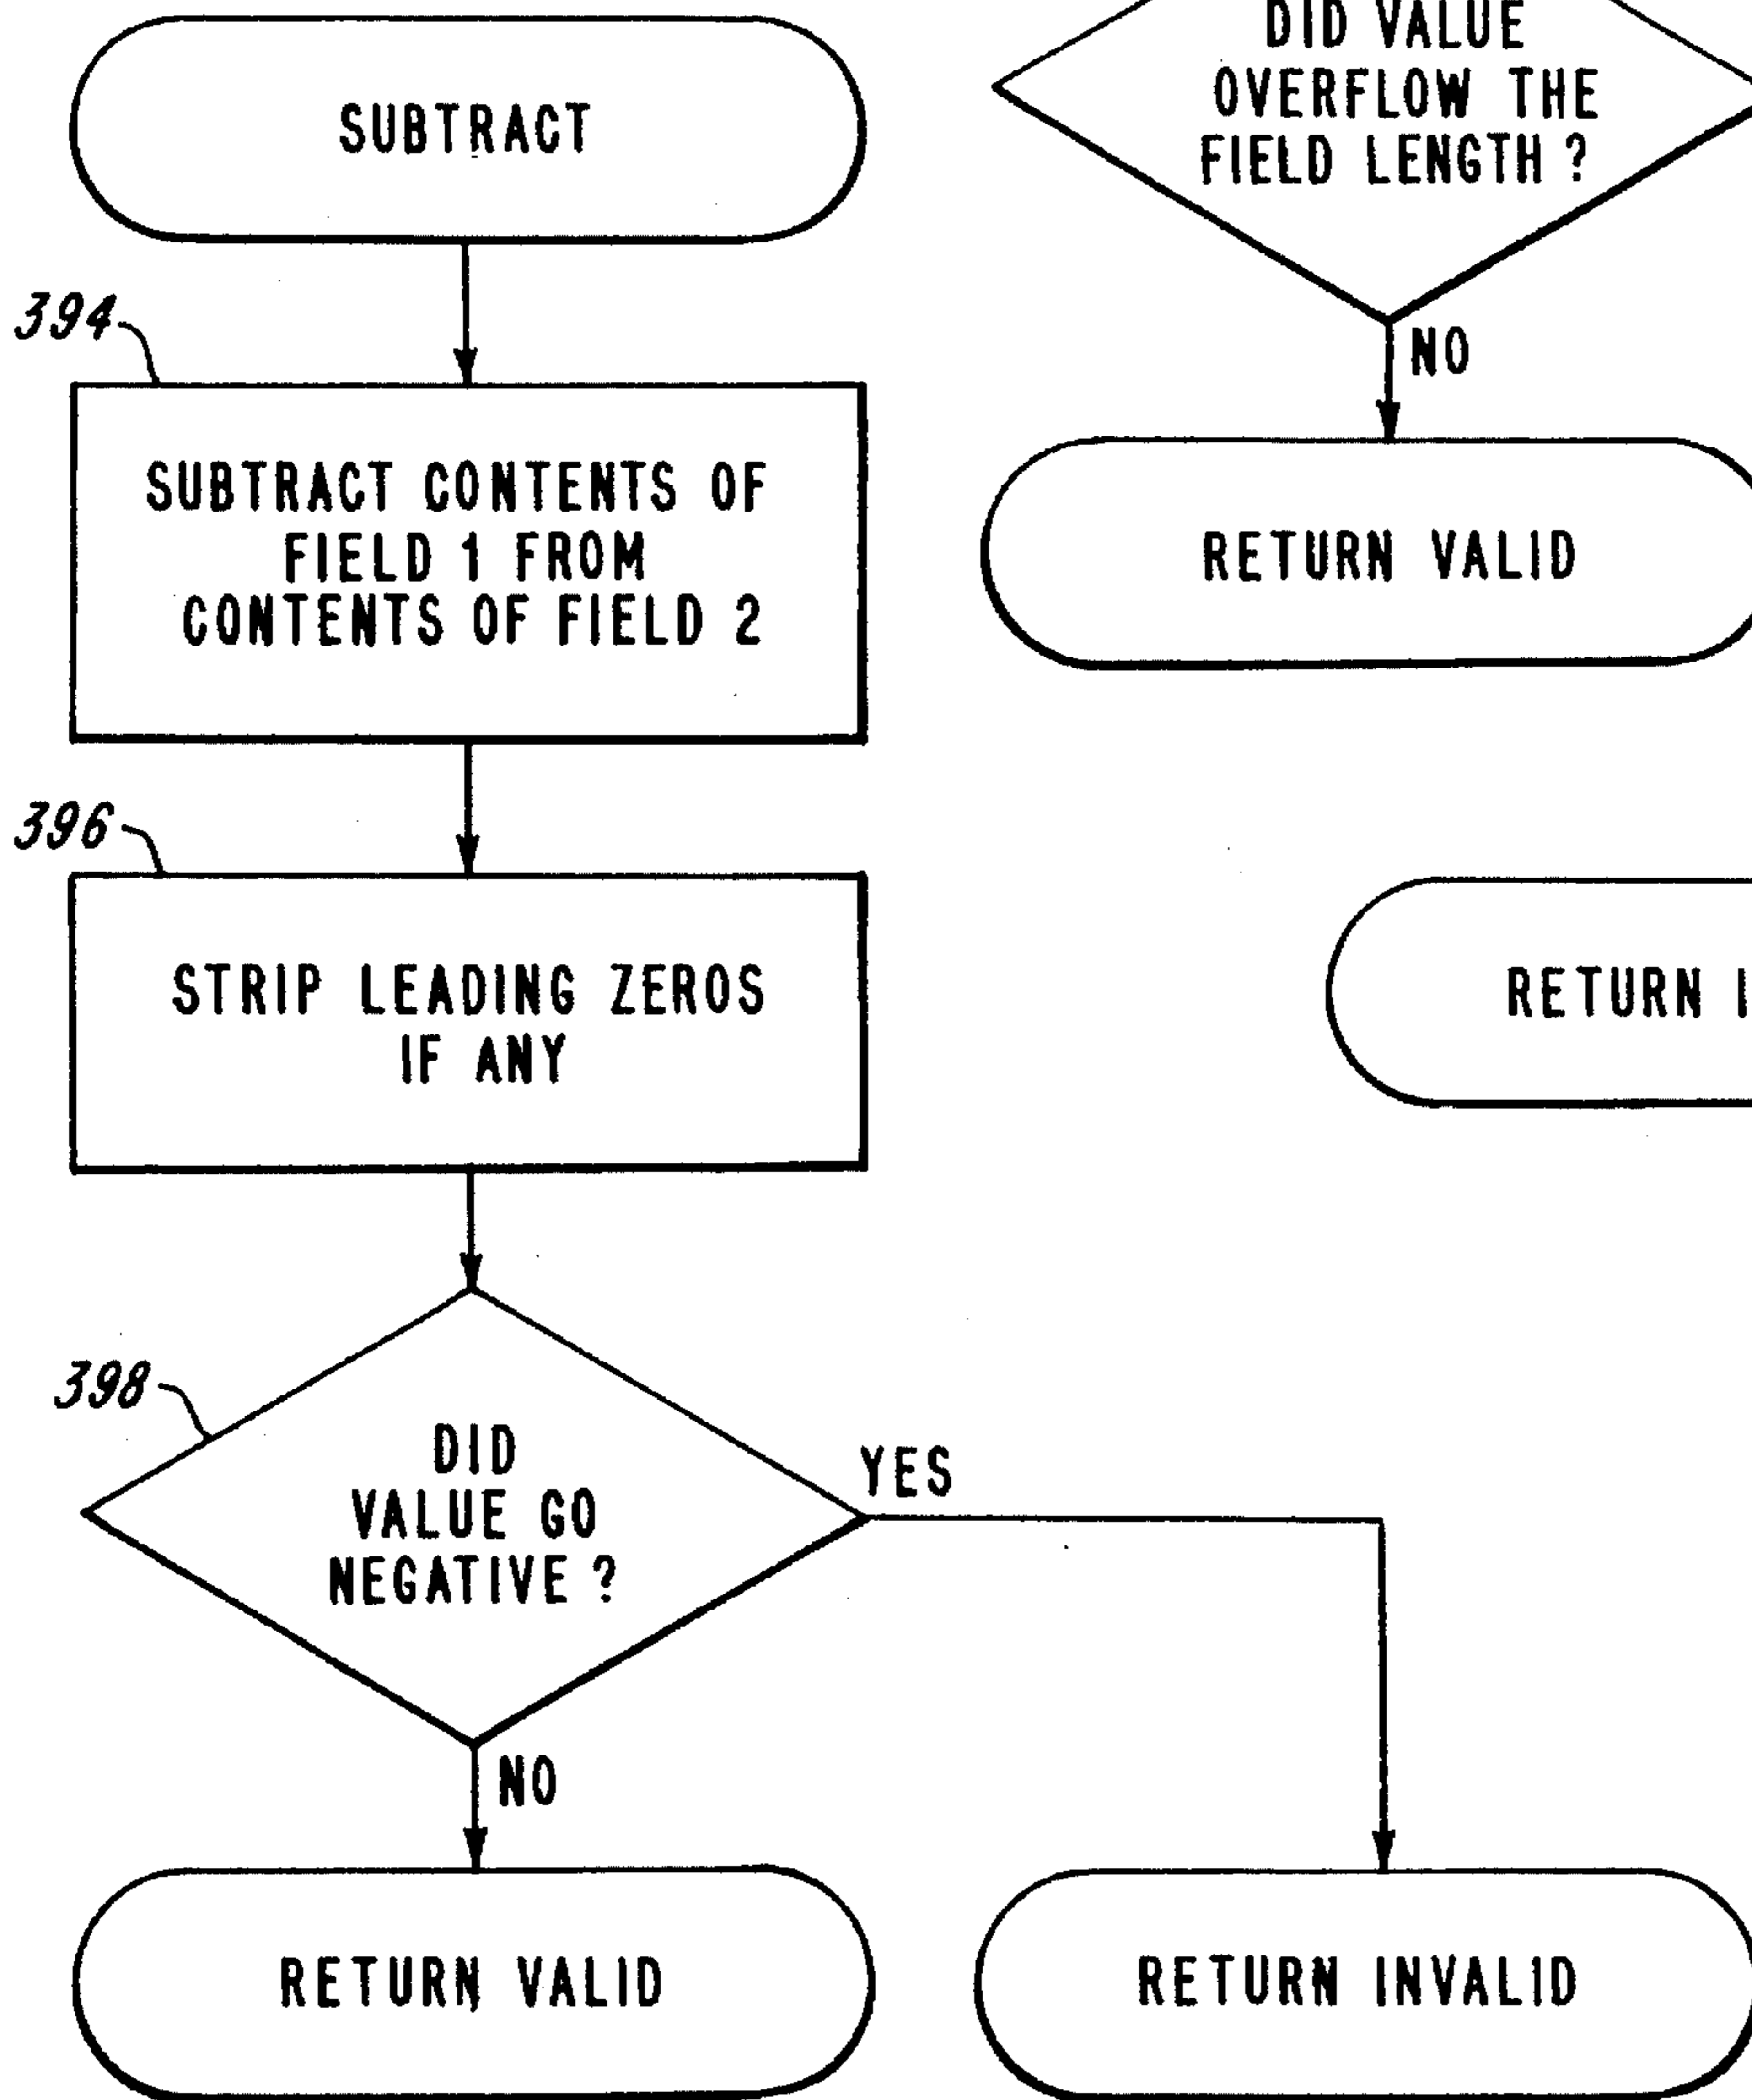 SUBTRACT
394
SUBTRACT CONTENTS OF
FIELD 1 FROM
CONTENTS OF FIELD 2
396
STRIP LEADING ZEROS
IF ANY
398
DID
VALUE GO
NEGATIVE ?
YES
NO
RETURN VALID
RETURN INVALID
DID VALUE
OVERFLOW THE
FIELD LENGTH ?
NO
RETURN VALID
RETURN